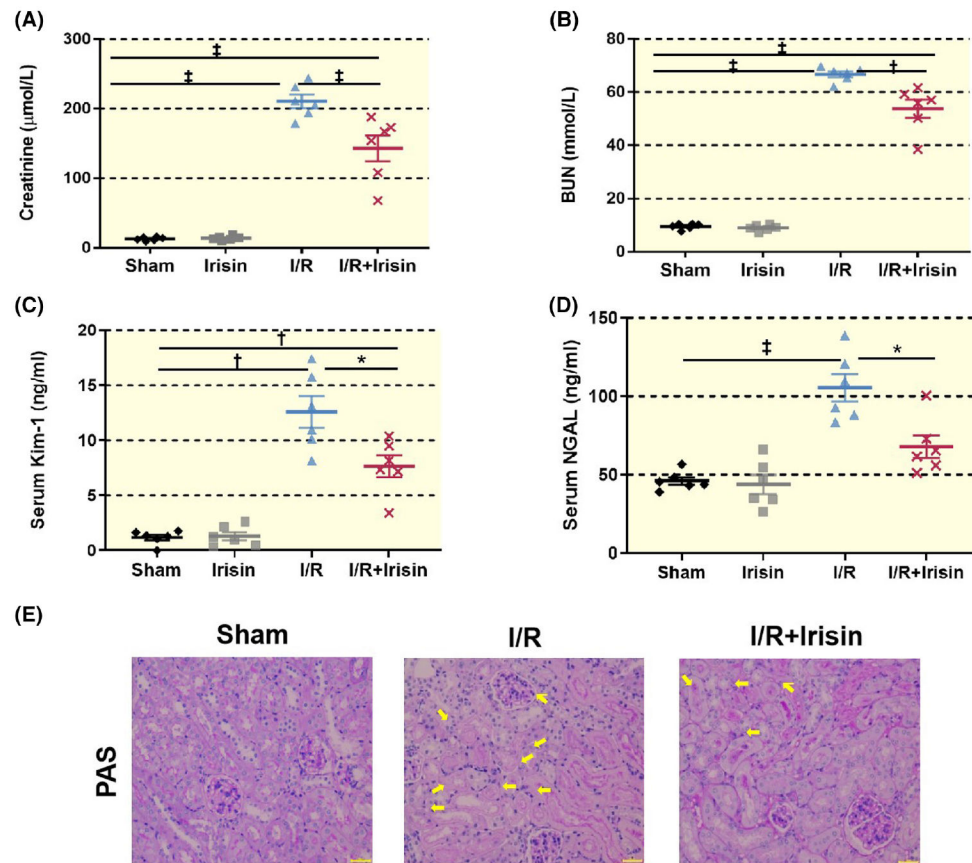 (A)
Creatinine (μmol/L)
300
200
100
0
‡
‡ ‡
Sham Irisin I/R I/R+Irisin
(B)
BUN (mmol/L)
80
60
40
20
0
‡
‡ †
Sham Irisin I/R I/R+Irisin
(C)
Serum Kim-1 (ng/ml)
20
15
10
5
0
†
† *
Sham Irisin I/R I/R+Irisin
(D)
Serum NGAL (ng/ml)
150
100
50
0
‡ *
Sham Irisin I/R I/R+Irisin
(E)
Sham I/R I/R+Irisin
PAS